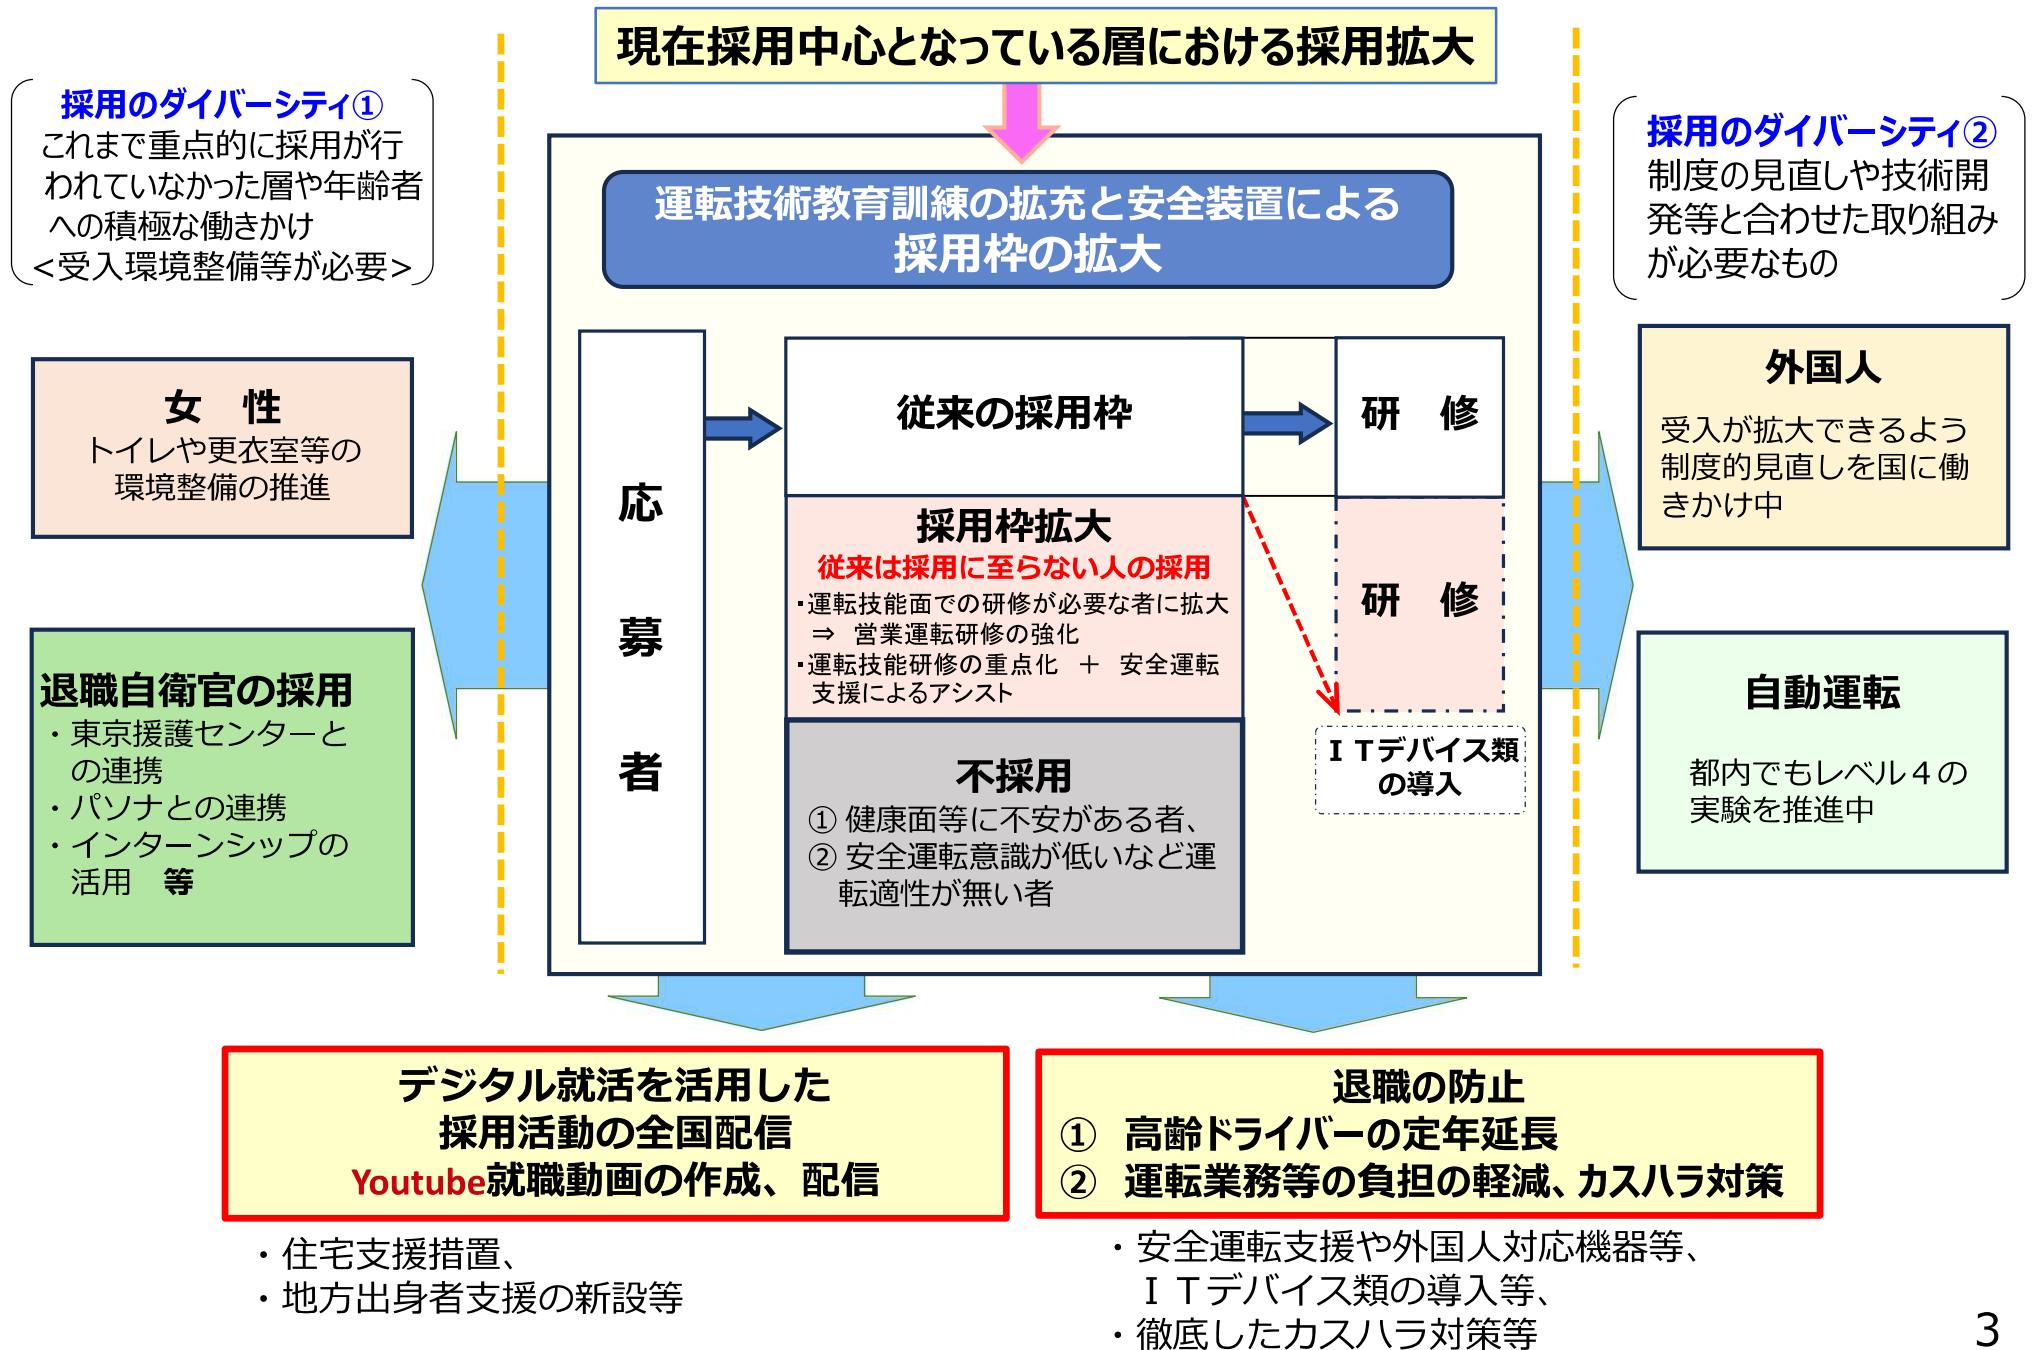 現在採用中心となっている層における採用拡大
採用のダイバーシティ①
これまで重点的に採用が行
われていなかった層や年齢者
への積極な働きかけ
<受入環境整備等が必要>
女　性
トイレや更衣室等の
環境整備の推進
退職自衛官の採用
・東京援護センターと
の連携
・パソナとの連携
・インターンシップの
活用　等
運転技術教育訓練の拡充と安全装置による
採用枠の拡大
応
募
者
従来の採用枠
研　修
採用枠拡大
従来は採用に至らない人の採用
・運転技能面での研修が必要な者に拡大
⇒　営業運転研修の強化
・運転技能研修の重点化　＋　安全運転
支援によるアシスト
研　修
ＩＴデバイス類
の導入
不採用
① 健康面等に不安がある者、
② 安全運転意識が低いなど運
転適性が無い者
採用のダイバーシティ②
制度の見直しや技術開
発等と合わせた取り組み
が必要なもの
外国人
受入が拡大できるよう
制度的見直しを国に働
きかけ中
自動運転
都内でもレベル４の
実験を推進中
デジタル就活を活用した
採用活動の全国配信
Youtube就職動画の作成、配信
・住宅支援措置、
・地方出身者支援の新設等
退職の防止
①　高齢ドライバーの定年延長
②　運転業務等の負担の軽減、カスハラ対策
・安全運転支援や外国人対応機器等、
ＩＴデバイス類の導入等、
・徹底したカスハラ対策等
3